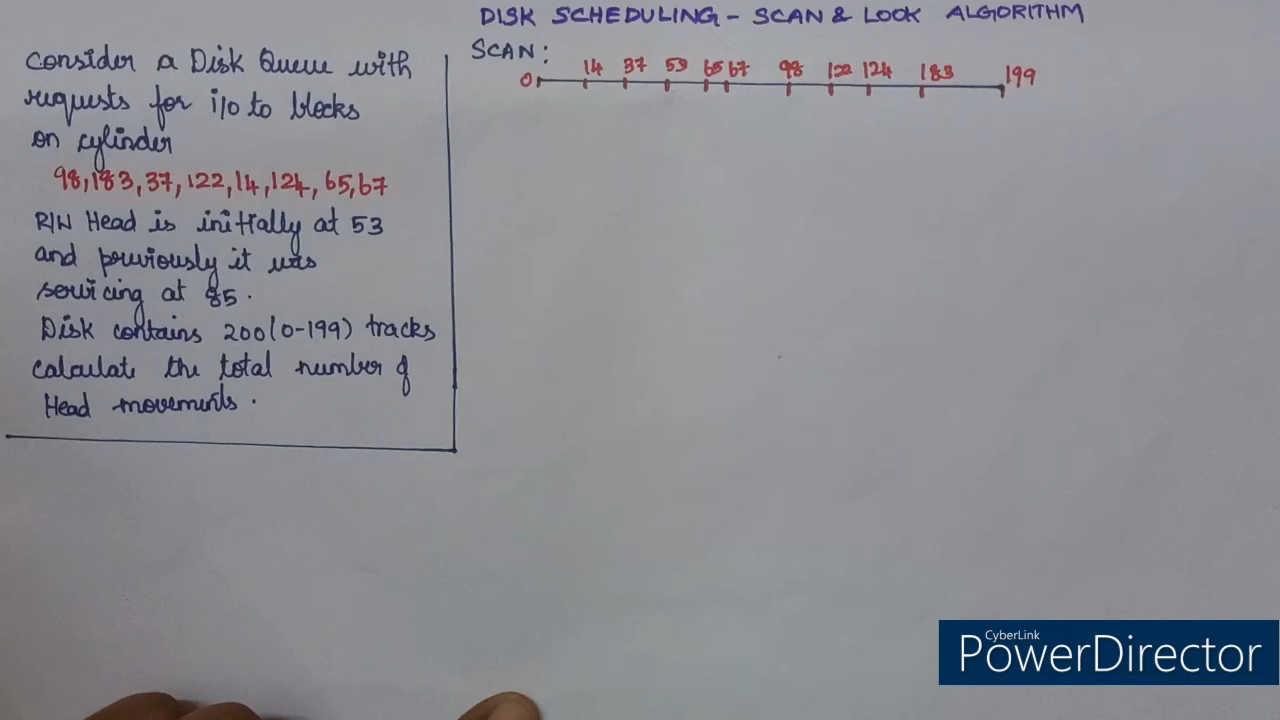 DISK SCHEDULING - SCAN & LOOK ALGORITHM
Consider a Disk Queue with
requests for i/o to blocks
on cylinder
98,183,37,122,14,124,65,67
R/W Head is initially at 53
and previously it was
servicing at 85.
Disk contains 200(0-199) tracks
calculate the total number of
Head movements.
SCAN:
0 14 37 53 65 67 98 122 124 183 199
CyberLink
PowerDirector